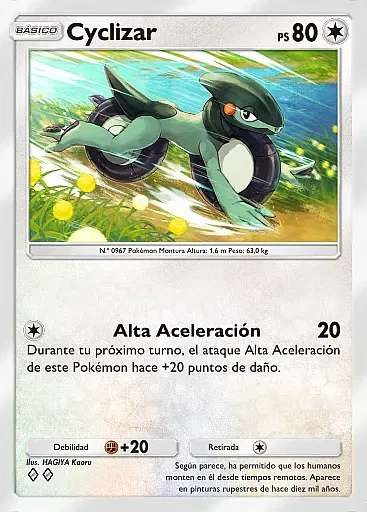 BÁSICO Cyclizar PS 80
N.º 0967 Pokémon Montura Altura: 1,6 m Peso: 63,0 kg
Alta Aceleración 20
Durante tu próximo turno, el ataque Alta Aceleración
de este Pokémon hace +20 puntos de daño.
Debilidad +20 Retirada
Ilus. HAGIYA Kaoru
Según parece, ha permitido que los humanos
monten en él desde tiempos remotos. Aparece
en pinturas rupestres de hace diez mil años.